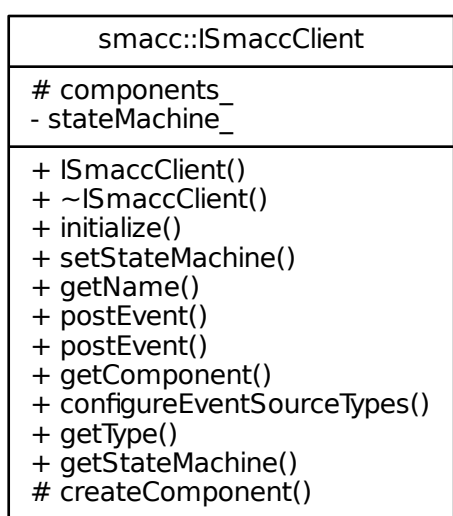 smacc::ISmaccClient
# components_
- stateMachine_
+ ISmaccClient()
+ ~ISmaccClient()
+ initialize()
+ setStateMachine()
+ getName()
+ postEvent()
+ postEvent()
+ getComponent()
+ configureEventSourceTypes()
+ getType()
+ getStateMachine()
# createComponent()